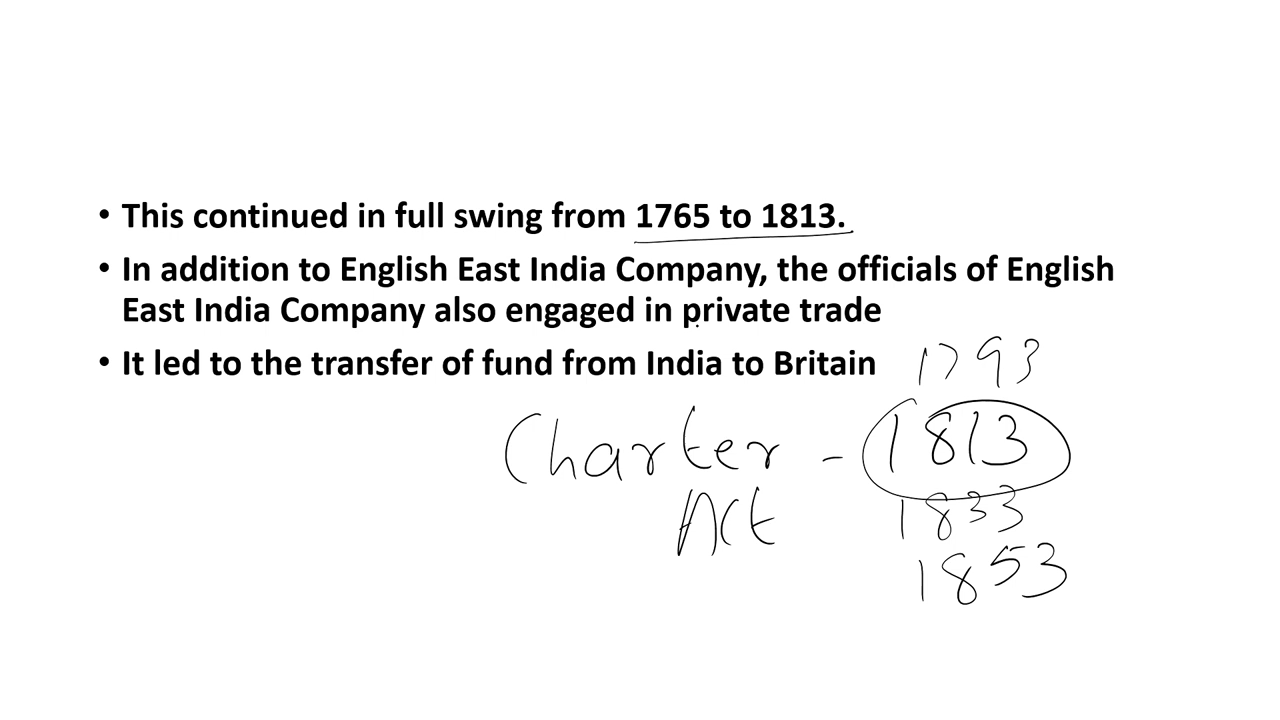 • This continued in full swing from 1765 to 1813.
• In addition to English East India Company, the officials of English
East India Company also engaged in private trade
• It led to the transfer of fund from India to Britain
1793
Charter - 1813
Act 1833
1853